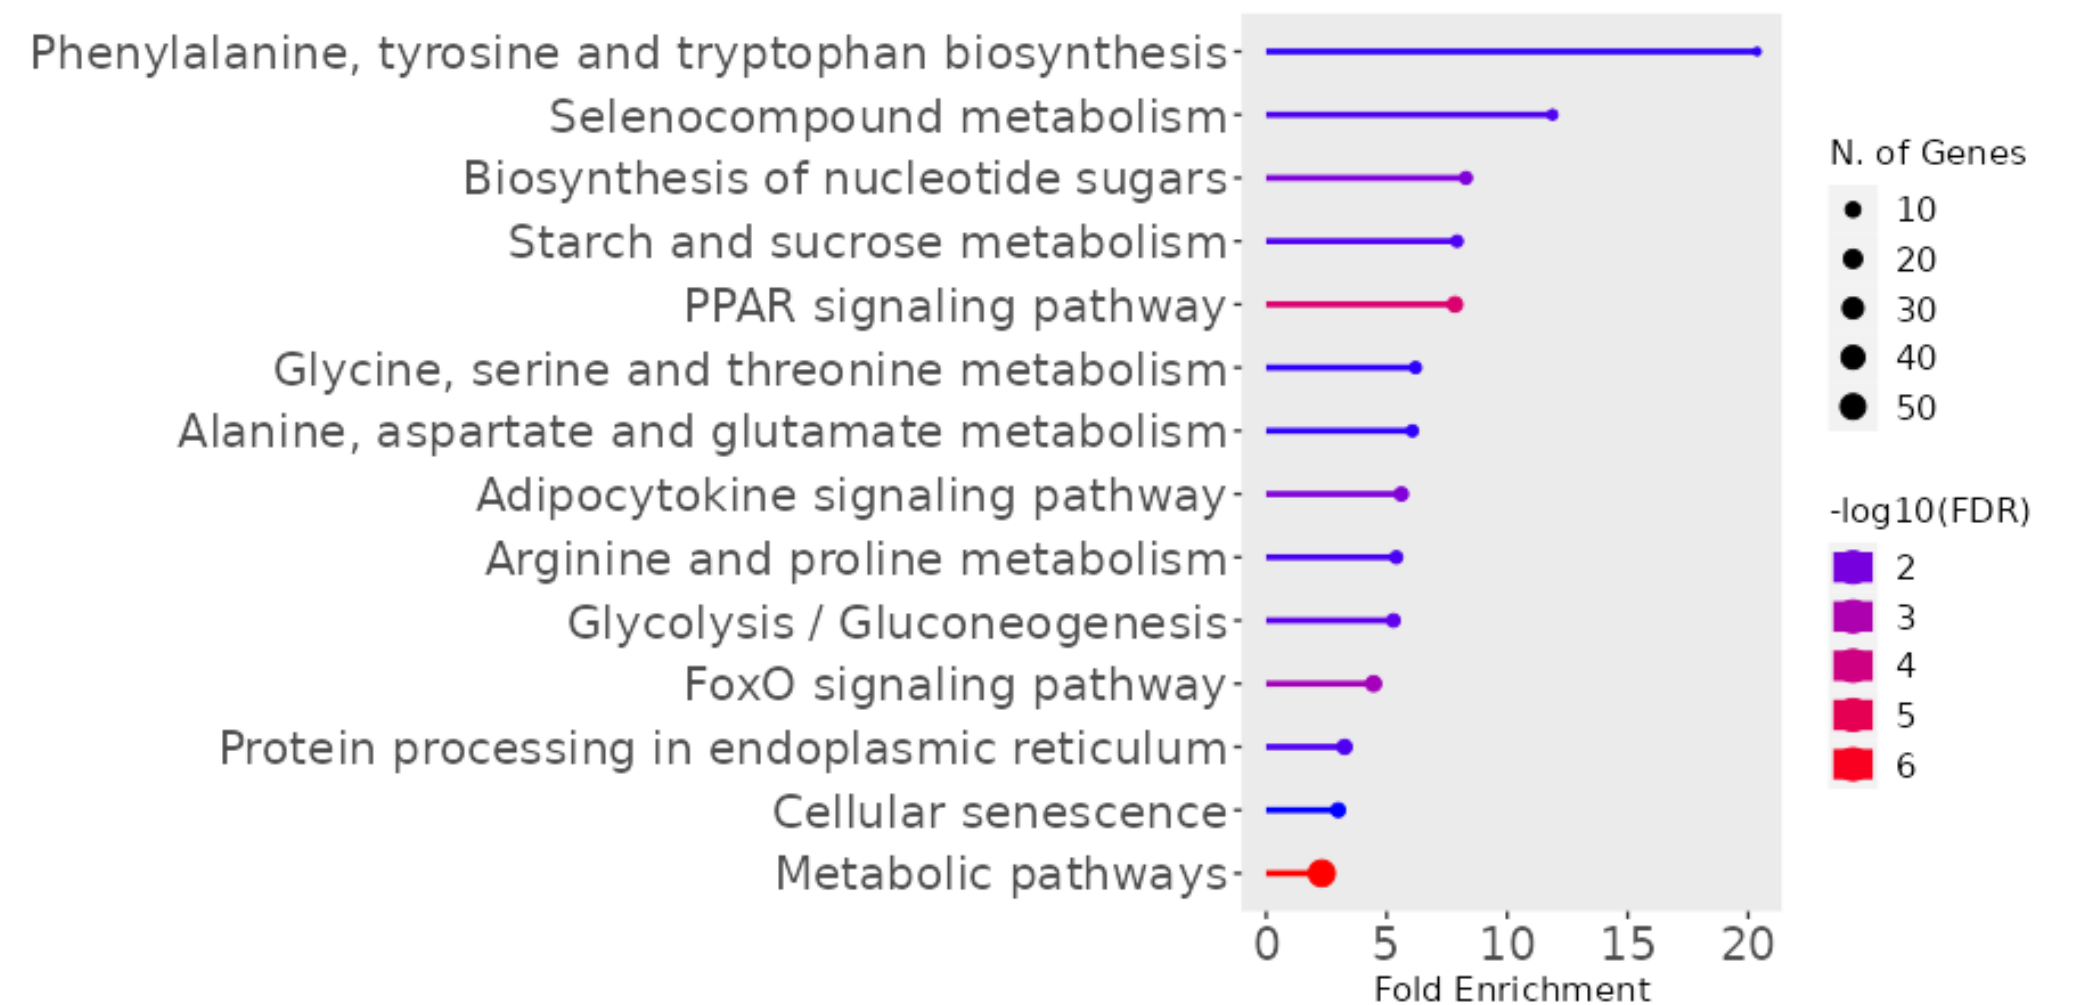 Phenylalanine, tyrosine and tryptophan biosynthesis
Selenocompound metabolism
Biosynthesis of nucleotide sugars
Starch and sucrose metabolism
PPAR signaling pathway
Glycine, serine and threonine metabolism
Alanine, aspartate and glutamate metabolism
Adipocytokine signaling pathway
Arginine and proline metabolism
Glycolysis / Gluconeogenesis
FoxO signaling pathway
Protein processing in endoplasmic reticulum
Cellular senescence
Metabolic pathways
0 5 10 15 20
Fold Enrichment
N. of Genes
10
20
30
40
50
-log10(FDR)
2
3
4
5
6